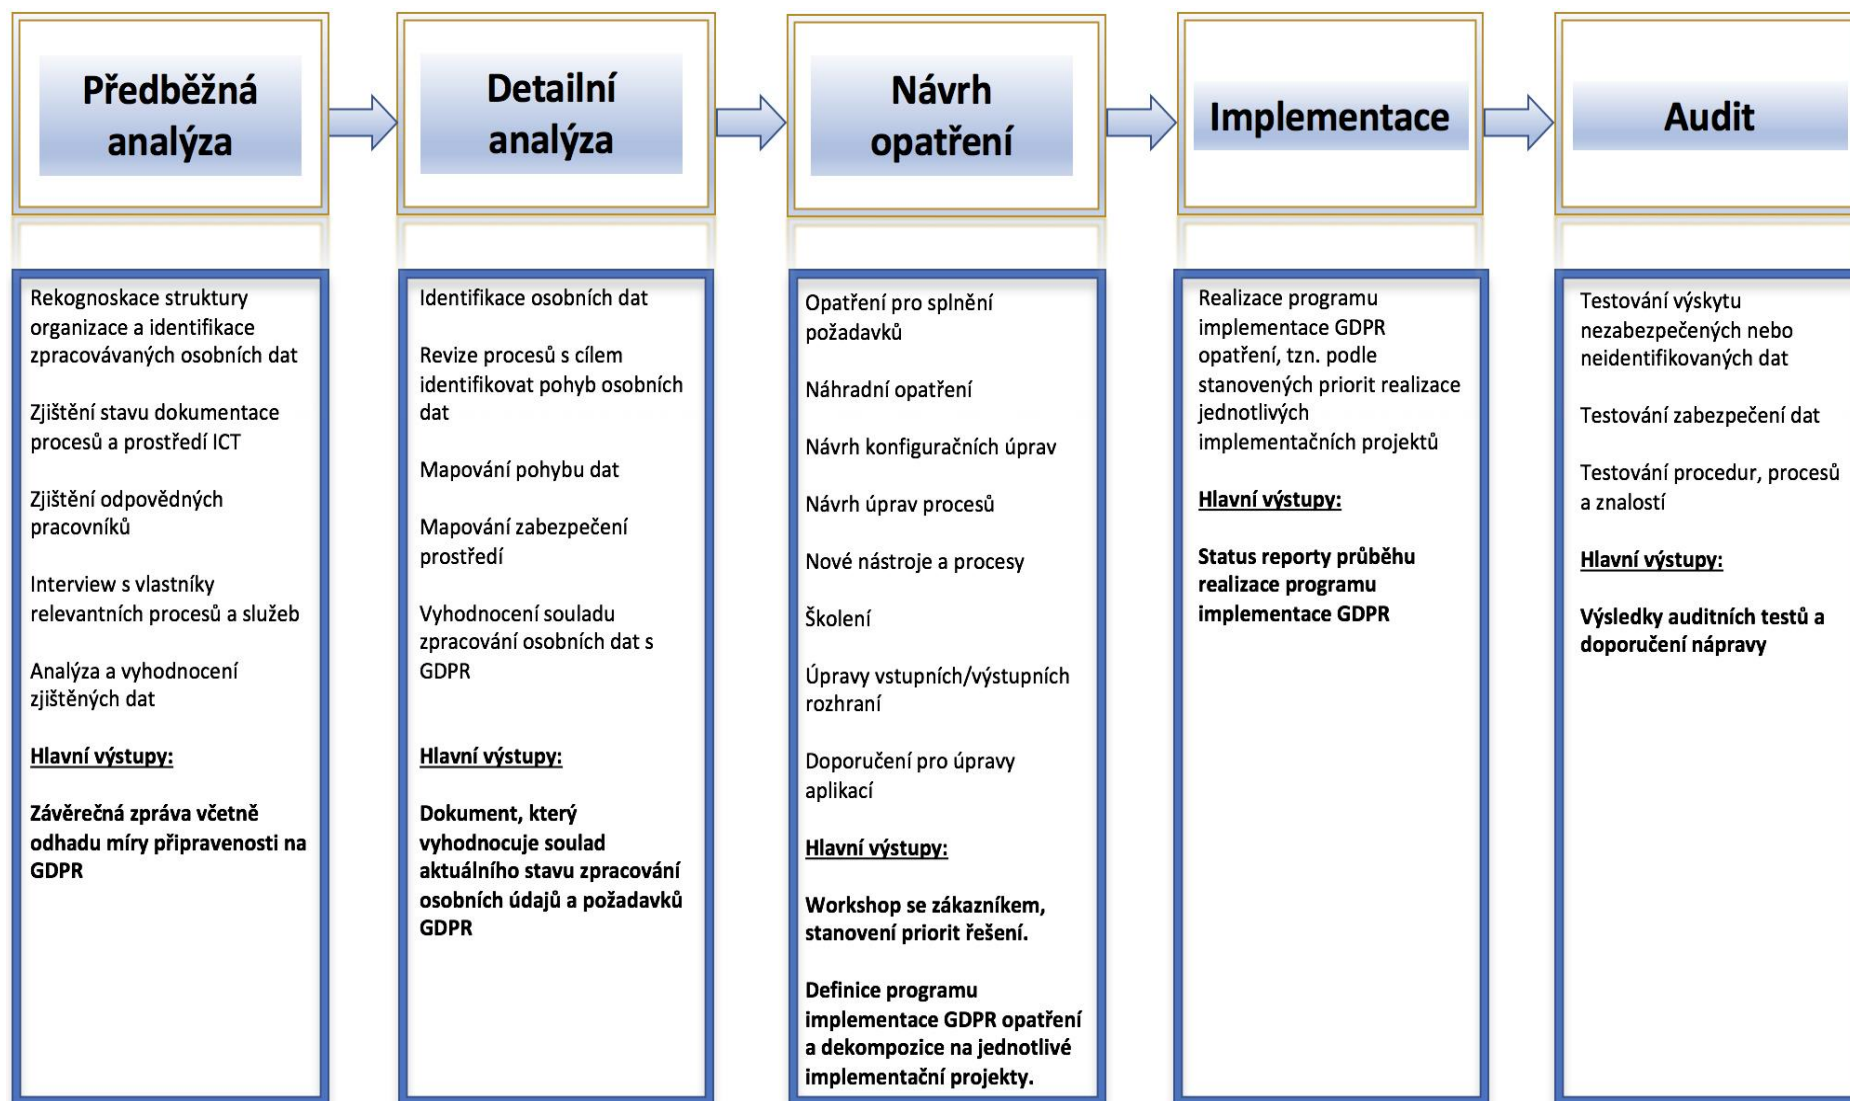 Předběžná
analýza
Detailní
analýza
Návrh
opatření
Implementace
Audit
Rekognoskace struktury
organizace a identifikace
zpracovávaných osobních dat
Zjištění stavu dokumentace
procesů a prostředí ICT
Zjištění odpovědných
pracovníků
Interview s vlastníky
relevantních procesů a služeb
Analýza a vyhodnocení
zjištěných dat
Hlavní výstupy:
Závěrečná zpráva včetně
odhadu míry připravenosti na
GDPR
Identifikace osobních dat
Revize procesů s cílem
identifikovat pohyb osobních
dat
Mapování pohybu dat
Mapování zabezpečení
prostředí
Vyhodnocení souladu
zpracování osobních dat s
GDPR
Hlavní výstupy:
Dokument, který
vyhodnocuje soulad
aktuálního stavu zpracování
osobních údajů a požadavků
GDPR
Opatření pro splnění
požadavků
Náhradní opatření
Návrh konfiguračních úprav
Návrh úprav procesů
Nové nástroje a procesy
Školení
Úpravy vstupních/výstupních
rozhraní
Doporučení pro úpravy
aplikací
Hlavní výstupy:
Workshop se zákazníkem,
stanovení priorit řešení.
Definice programu
implementace GDPR opatření
a dekompozice na jednotlivé
implementační projekty.
Realizace programu
implementace GDPR
opatření, tzn. podle
stanovených priorit realizace
jednotlivých
implementačních projektů
Hlavní výstupy:
Status reporty průběhu
realizace programu
implementace GDPR
Testování výskytu
nezabezpečených nebo
neidentifikovaných dat
Testování zabezpečení dat
Testování procedur, procesů
a znalostí
Hlavní výstupy:
Výsledky auditních testů a
doporučení nápravy